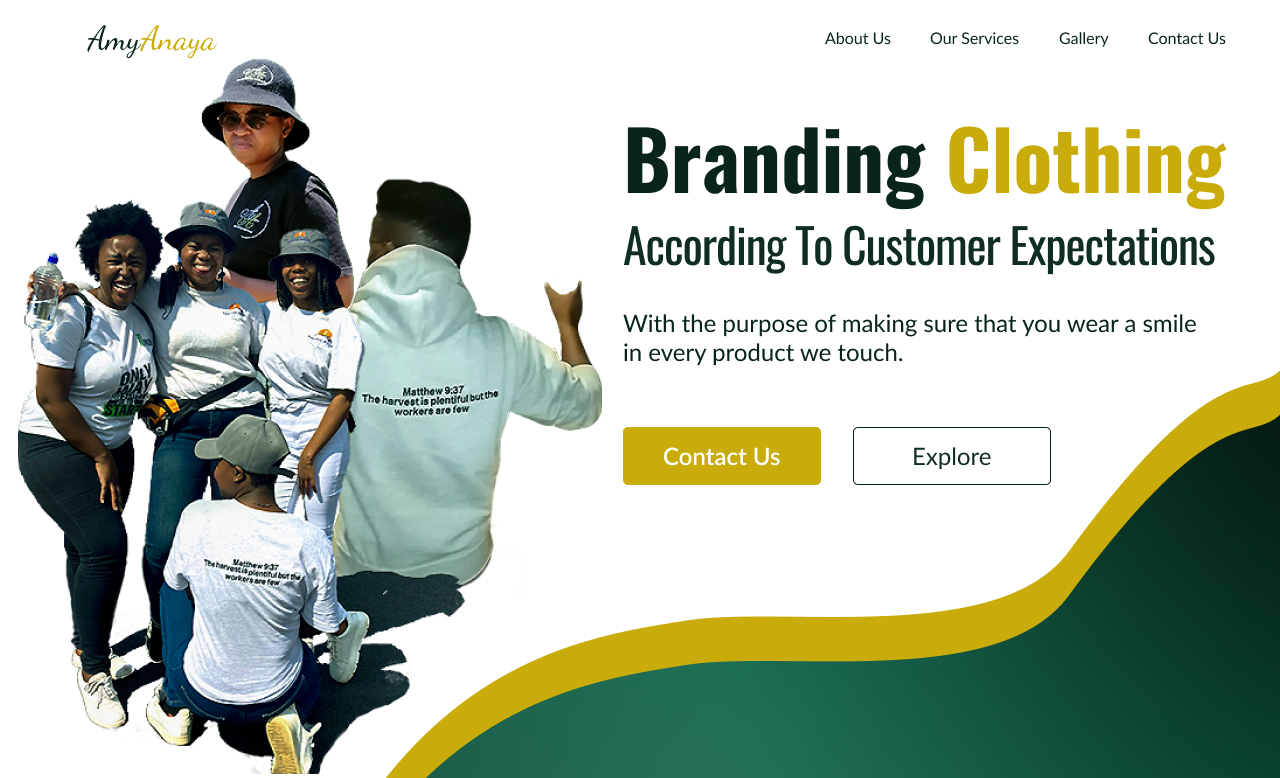 AmyAnaya
About Us
Our Services
Gallery
Contact Us
Branding Clothing
According To Customer Expectations
With the purpose of making sure that you wear a smile
in every product we touch.
Contact Us
Explore
Matthew 9:37
The harvest is plentiful but the
workers are few
ONLY
WAY
START
Matthew 9:37
The harvest is plentiful but the
workers are few